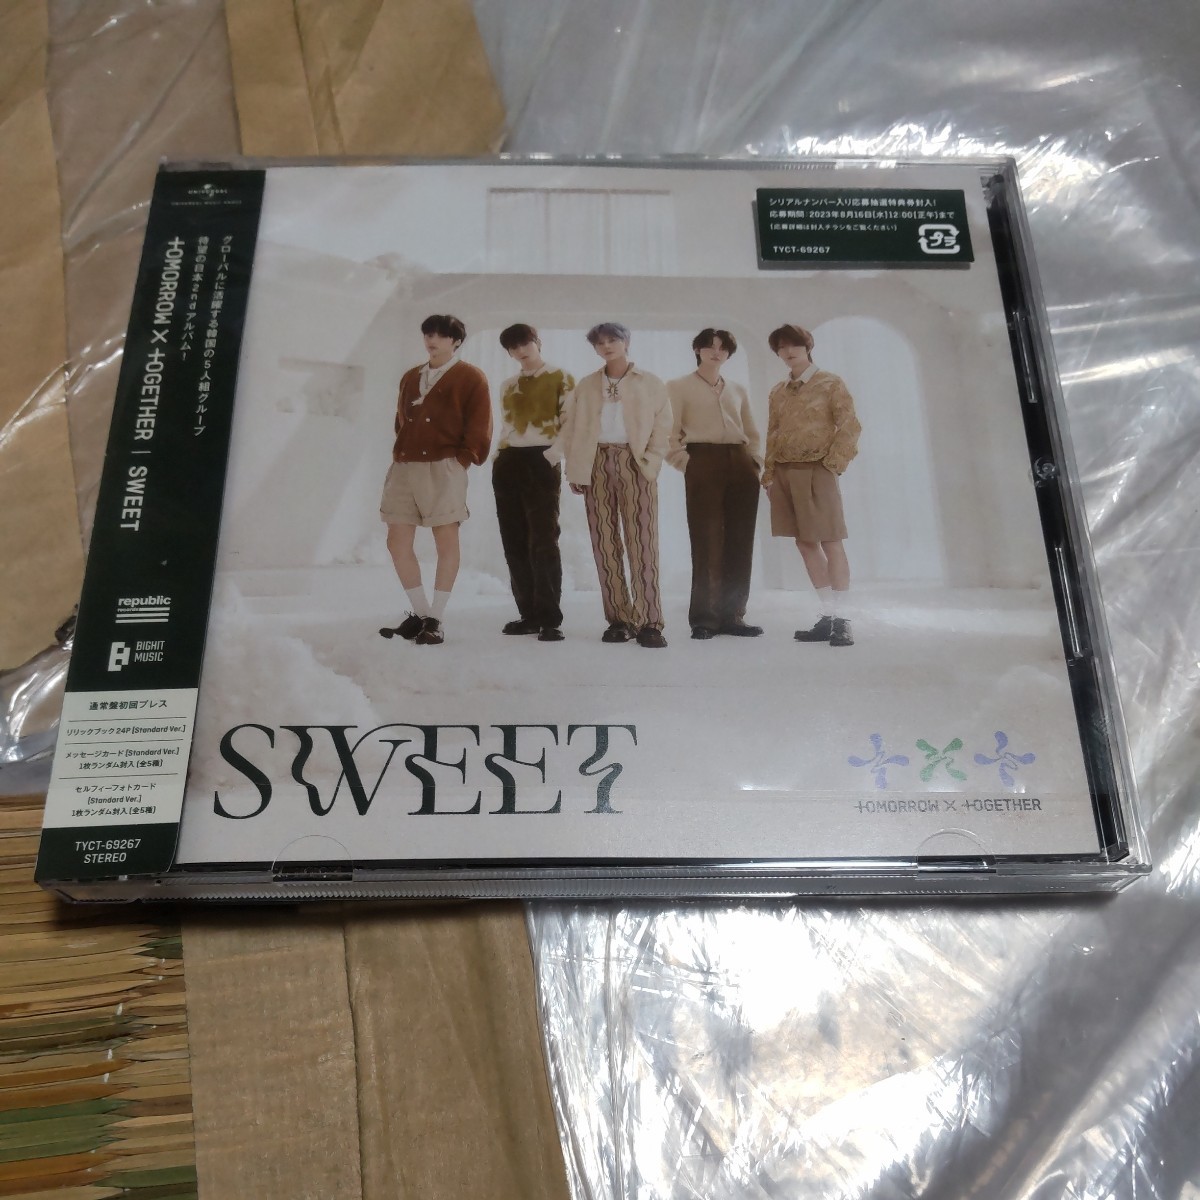 UNIVERSAL
UNIVERSAL MUSIC JAPAN
グローバルに活躍する韓国の5人組グループ
待望の日本2ndアルバム!
TOMORROW X TOGETHER | SWEET
republic
records
BIGHIT
MUSIC
通常盤初回プレス
リリックブック 24P [Standard Ver.]
メッセージカード [Standard Ver.]
1枚ランダム封入 (全5種)
セルフィーフォトカード
[Standard Ver.]
1枚ランダム封入 (全5種)
TYCT-69267
STEREO
シリアルナンバー入り応募抽選特典券封入!
応募期間:2023年8月16日[水]12:00[正午]まで
(応募詳細は封入チラシをご覧ください)
TYCT-69267
プラ
SWEET
TOMORROW X TOGETHER